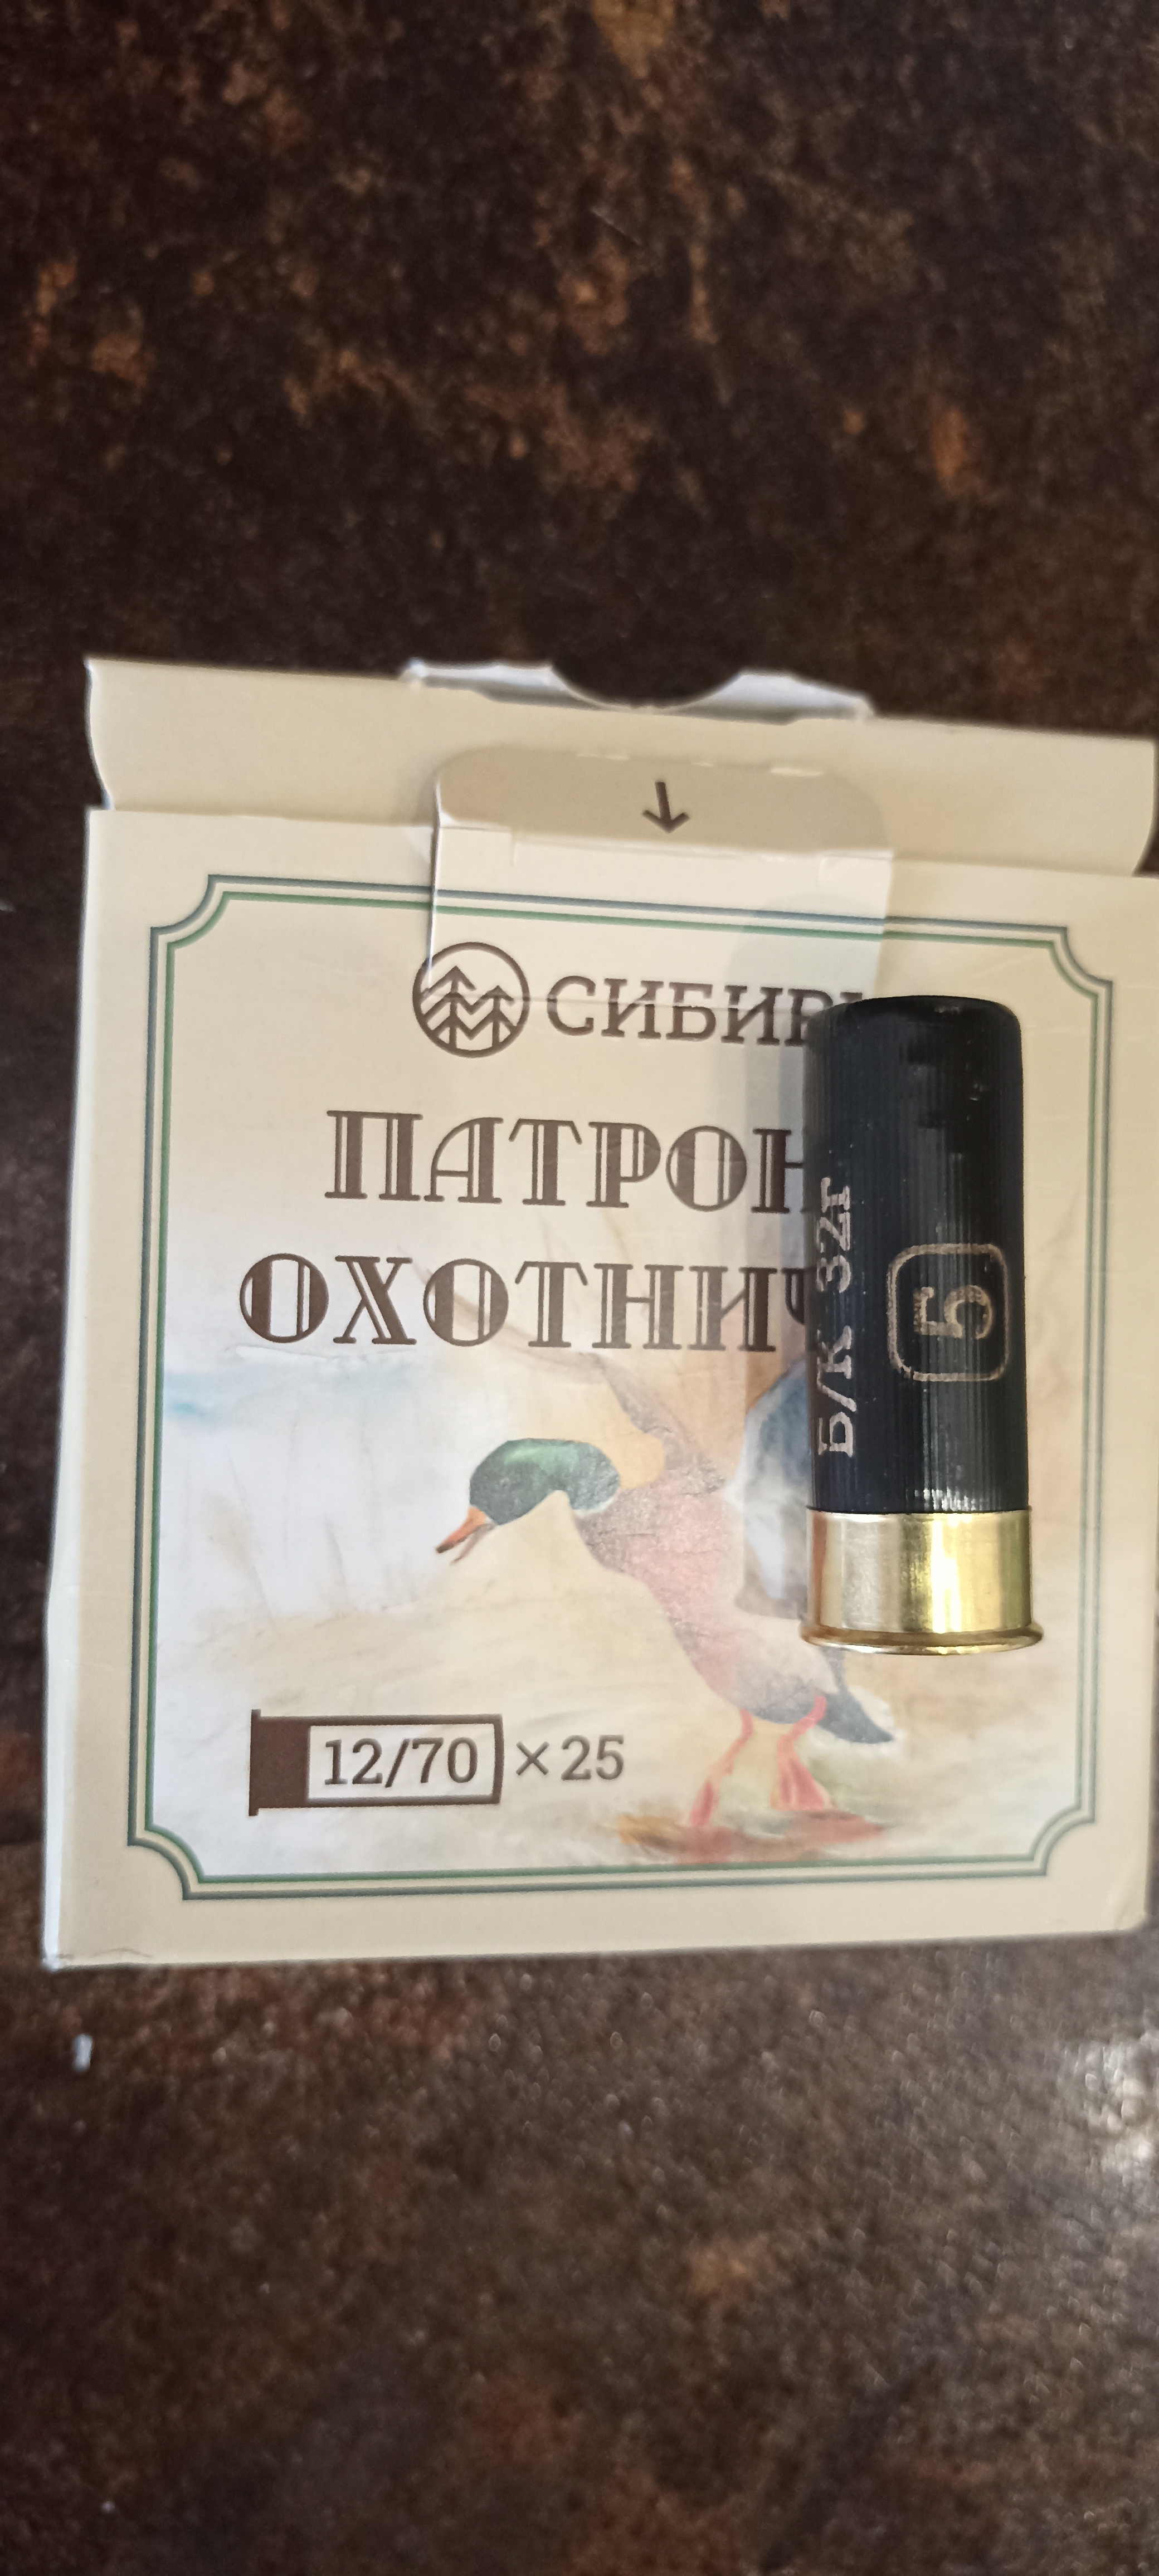 СИБИР
ПАТРОН
ОХОТНИЧ
12/70 ×25
Б/К 32г
5